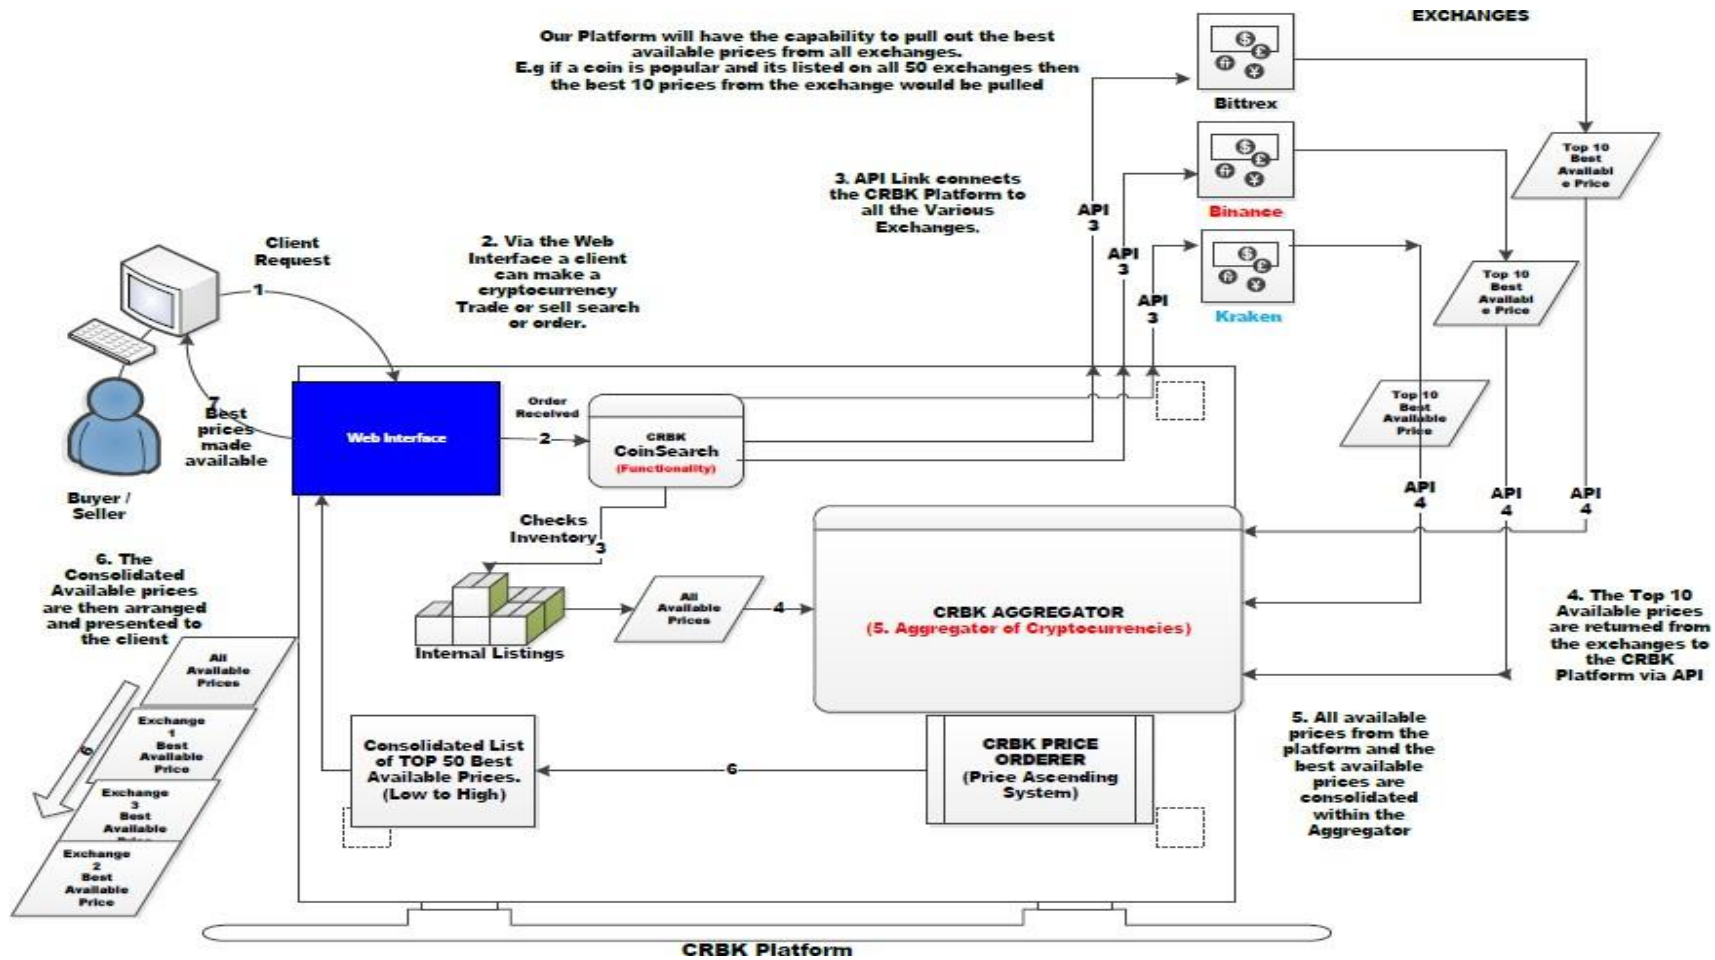 EXCHANGES
Our Platform will have the capability to pull out the best
available prices from all exchanges.
E.g if a coin is popular and its listed on all 50 exchanges then
the best 10 prices from the exchange would be pulled
Bittrex
Top 10
Best
Availabl
e Price
3. API Link connects
the CRBK Platform to
all the Various
Exchanges.
API
3
Binance
API
3
Kraken
API
3
Top 10
Best
Availabl
e Price
Top 10
Best
Available
Price
Client
Request
1
2. Via the Web
Interface a client
can make a
cryptocurrency
Trade or sell search
or order.
7
Best
prices
made
available
Web Interface
Order
Received
2
CRBK
CoinSearch
(Functionality)
Buyer /
Seller
Checks
Inventory
3
API
4
API
4
API
4
6. The
Consolidated
Available prices
are then arranged
and presented to
the client
Internal Listings
All
Available
Prices
4
CRBK AGGREGATOR
(5. Aggregator of Cryptocurrencies)
4. The Top 10
Available prices
are returned from
the exchanges to
the CRBK
Platform via API
All
Available
Prices
Exchange
1
Best
Available
Price
6
Exchange
3
Best
Available
Exchange
2
Best
Available
Price
Consolidated List
of TOP 50 Best
Available Prices.
(Low to High)
6
CRBK PRICE
ORDERER
(Price Ascending
System)
5. All available
prices from the
platform and the
best available
prices are
consolidated
within the
Aggregator
CRBK Platform